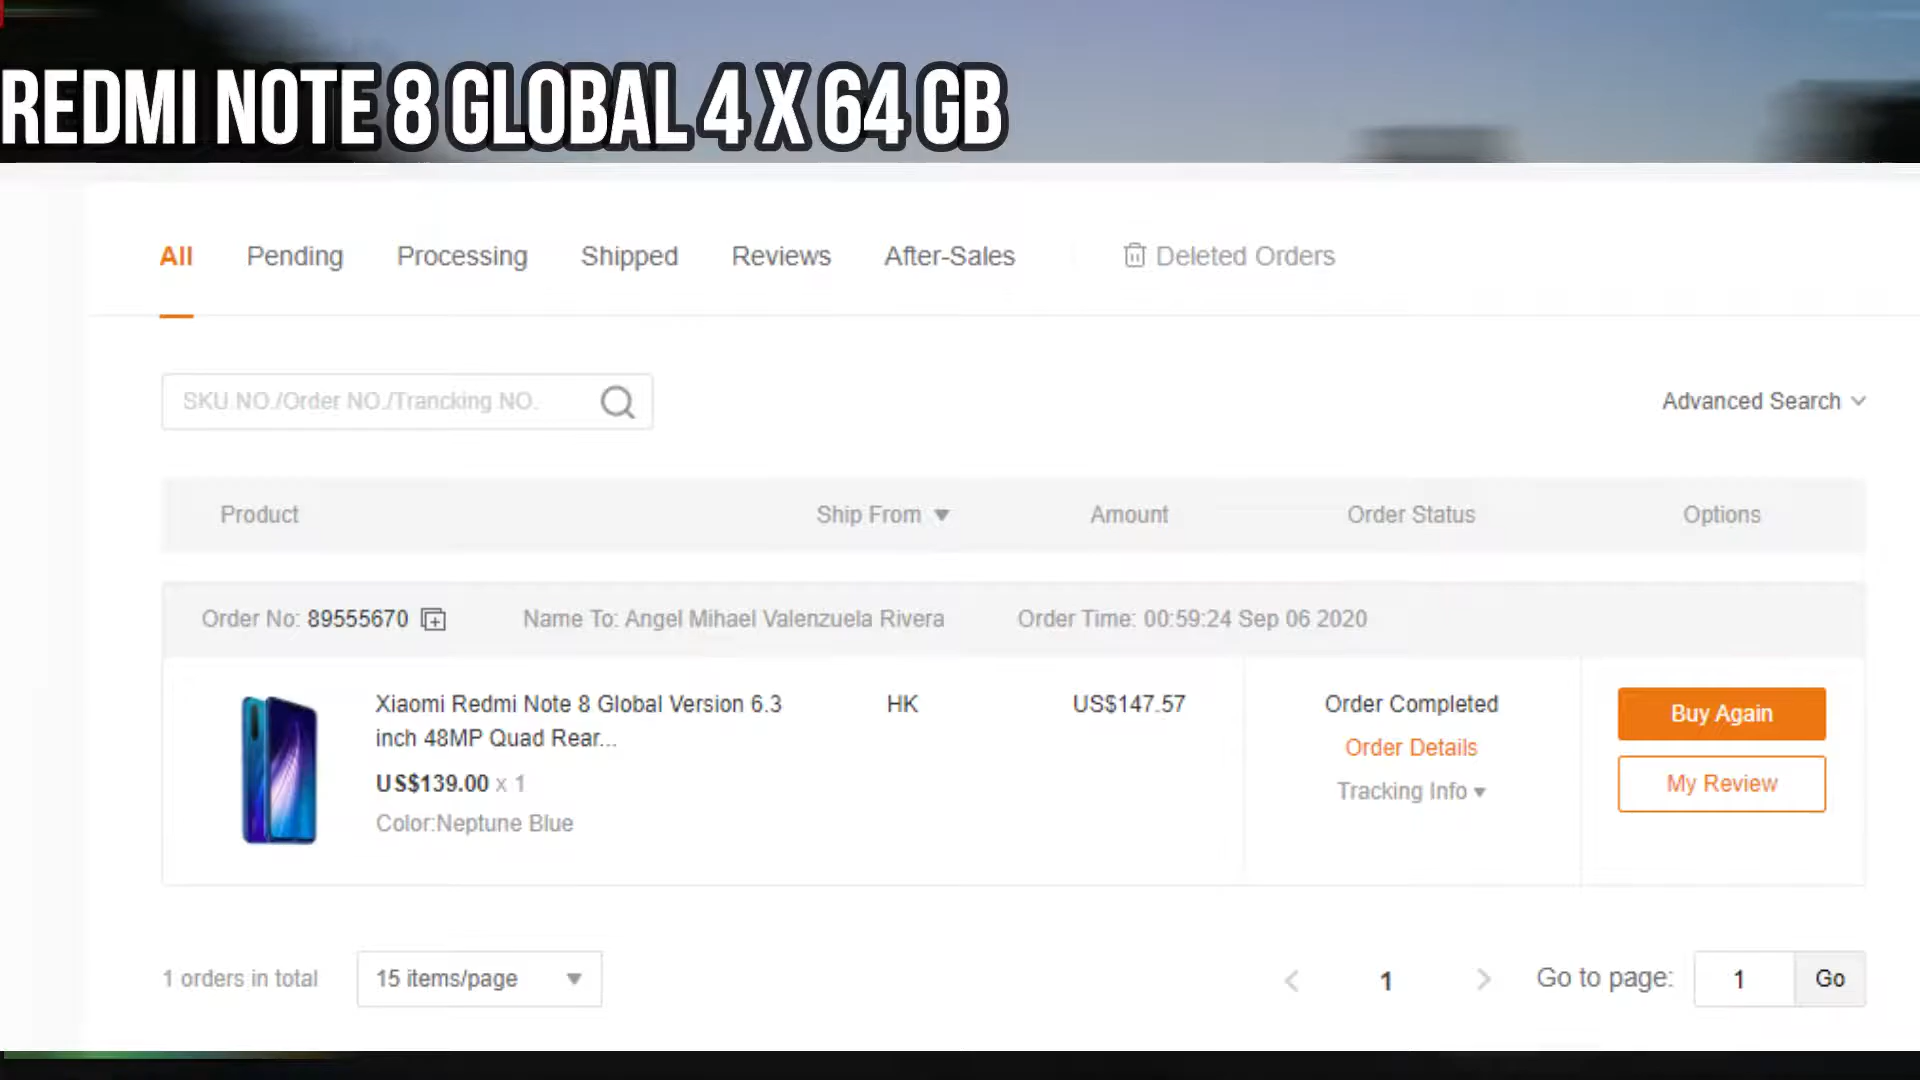 REDMI NOTE 8 GLOBAL 4 X 64 GB
All Pending Processing Shipped Reviews After-Sales Deleted Orders
SKU NO./Order NO./Trancking NO.
Advanced Search
Product Ship From Amount Order Status Options
Order No: 89555670 Name To: Angel Mihael Valenzuela Rivera Order Time: 00:59:24 Sep 06 2020
Xiaomi Redmi Note 8 Global Version 6.3 HK US$147.57 Order Completed Buy Again
inch 48MP Quad Rear...
Order Details
US$139.00 x 1 Tracking Info My Review
Color:Neptune Blue
1 orders in total 15 items/page < 1 > Go to page: 1 Go